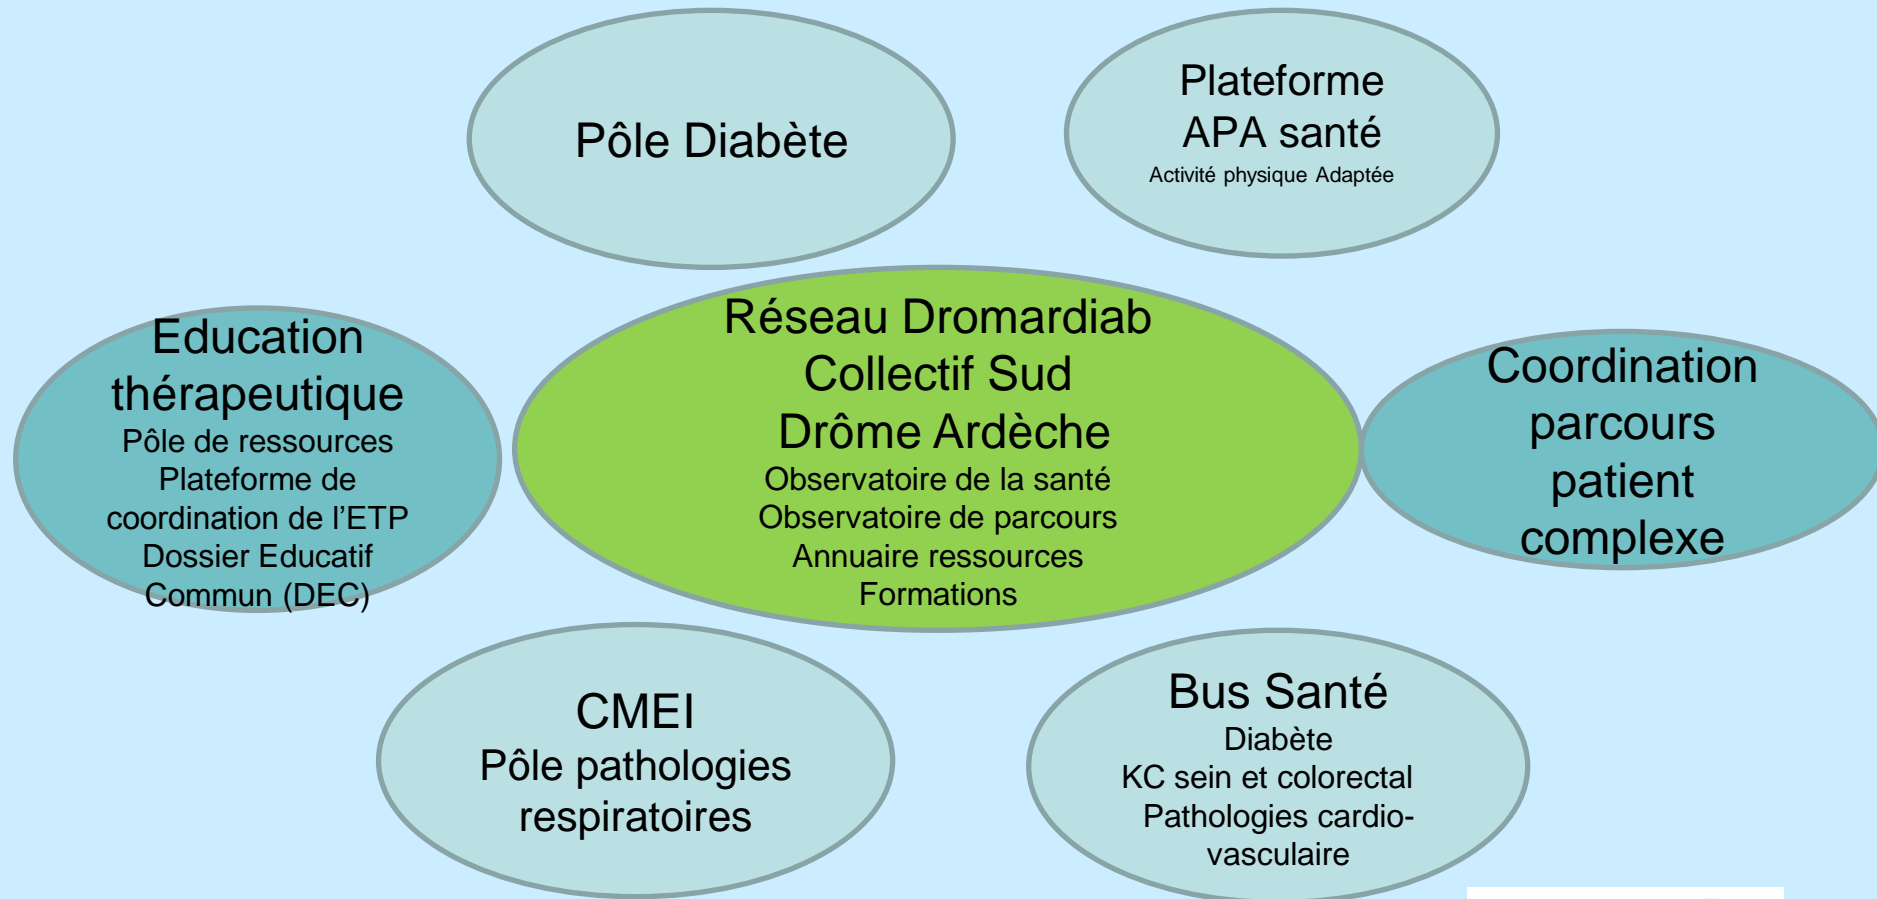 Pôle Diabète
Plateforme
APA santé
Activité physique Adaptée
Education
thérapeutique
Pôle de ressources
Plateforme de
coordination de l'ETP
Dossier Educatif
Commun (DEC)
Réseau Dromardiab
Collectif Sud
Drôme Ardèche
Observatoire de la santé
Observatoire de parcours
Annuaire ressources
Formations
Coordination
parcours
patient
complexe
CMEI
Pôle pathologies
respiratoires
Bus Santé
Diabète
KC sein et colorectal
Pathologies cardio-
vasculaire